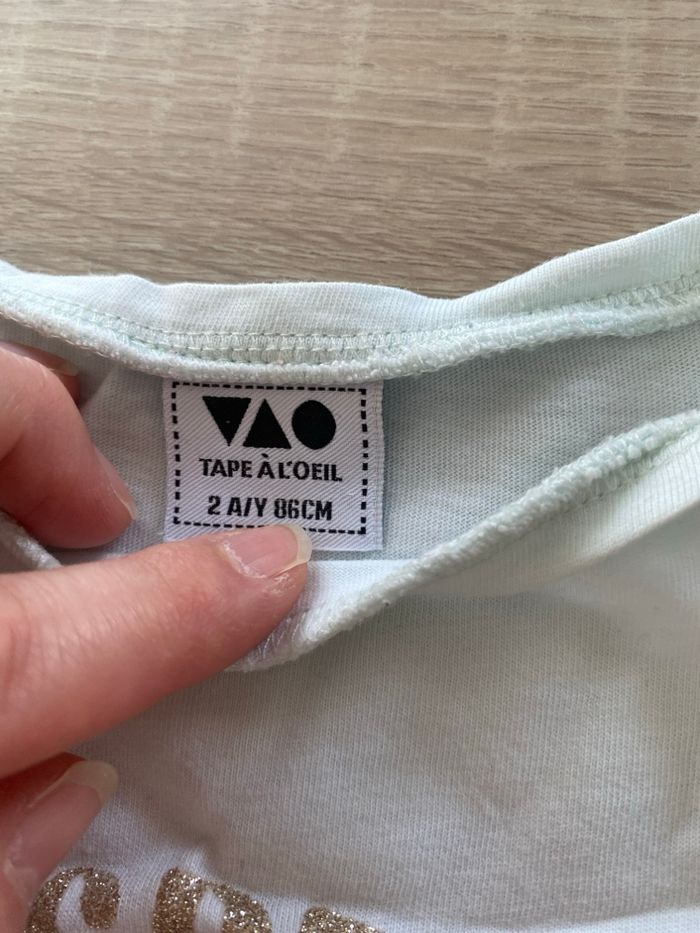 TAPE À L'OEIL
2 A/Y 86CM